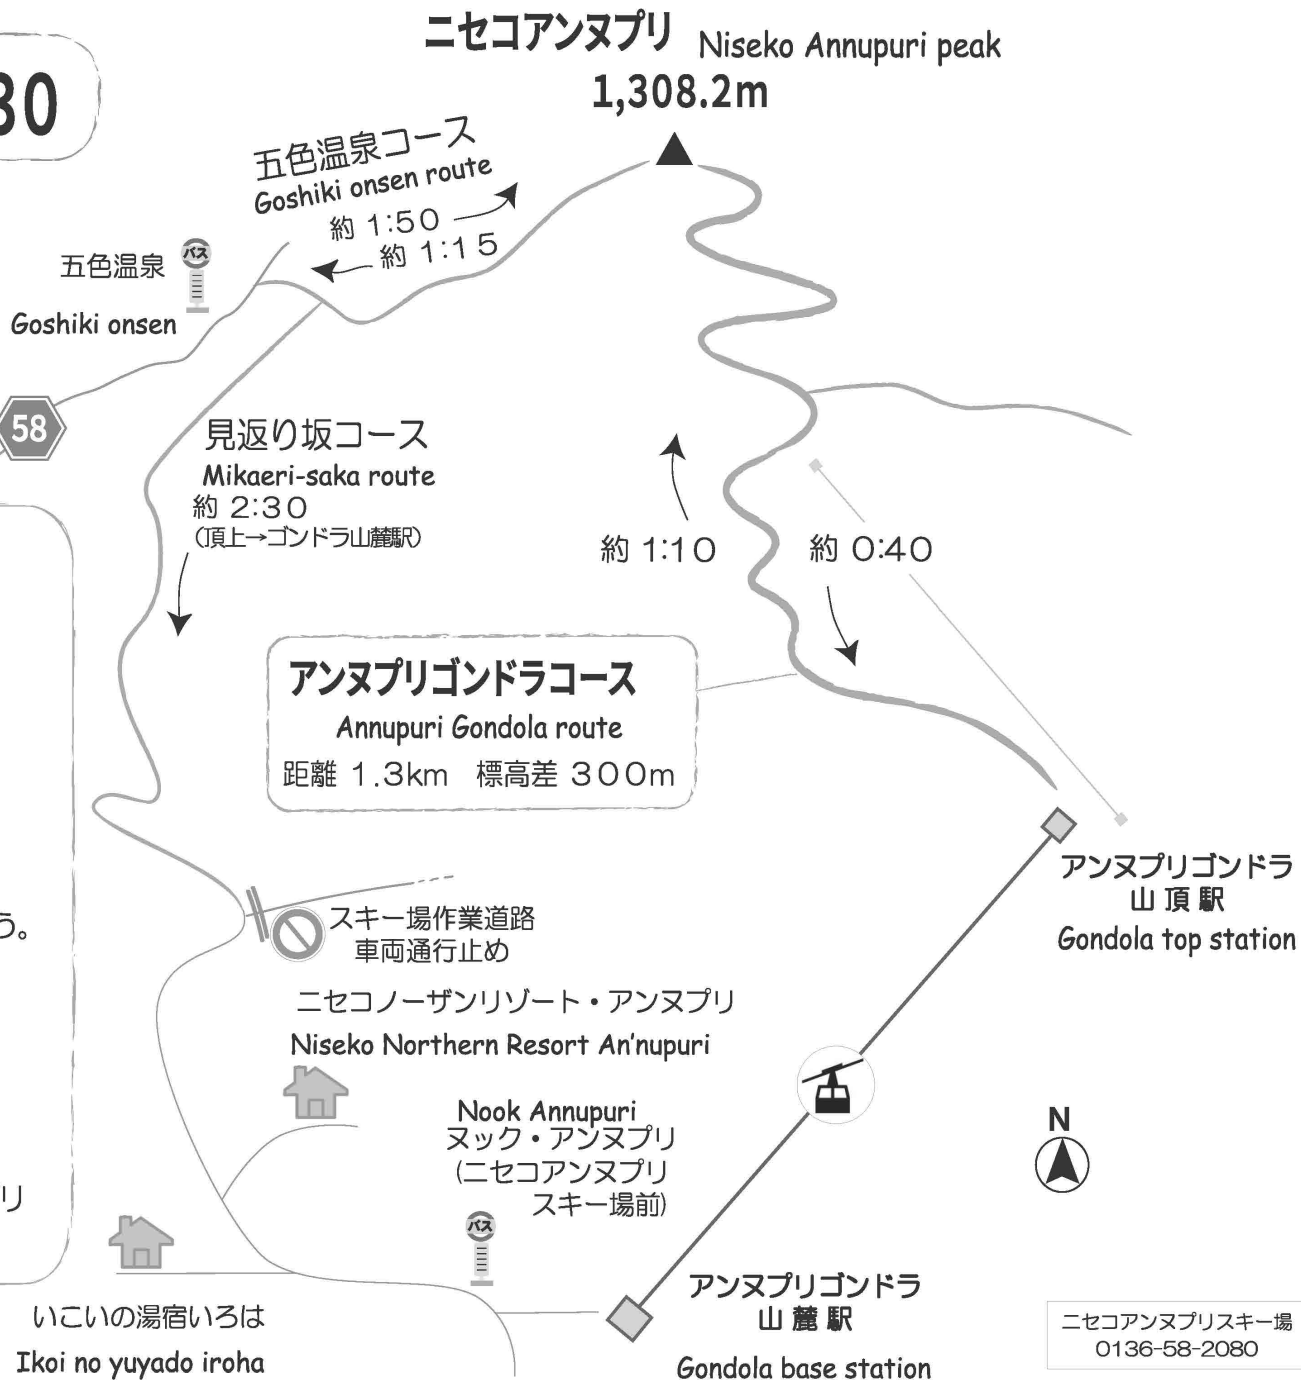 ニセコアンヌプリ Niseko Annupuri peak
1,308.2m
30
五色温泉コース
Goshiki onsen route
約 1:50
約 1:15
五色温泉
バス
Goshiki onsen
58
見返り坂コース
Mikaeri-saka route
約 2:30
(頂上→ゴンドラ山麓駅)
約 1:10
約 0:40
アンヌプリゴンドラコース
Annupuri Gondola route
距離 1.3km 標高差 300m
アンヌプリゴンドラ
山頂駅
Gondola top station
う。
スキー場作業道路
車両通行止め
ニセコノーザンリゾート・アンヌプリ
Niseko Northern Resort An'nupuri
Nook Annupuri
ヌック・アンヌプリ
(ニセコアンヌプリ
スキー場前)
バス
N
リ
いこいの湯宿いろは
Ikoi no yuyado iroha
アンヌプリゴンドラ
山麓駅
Gondola base station
ニセコアンヌプリスキー場
0136-58-2080